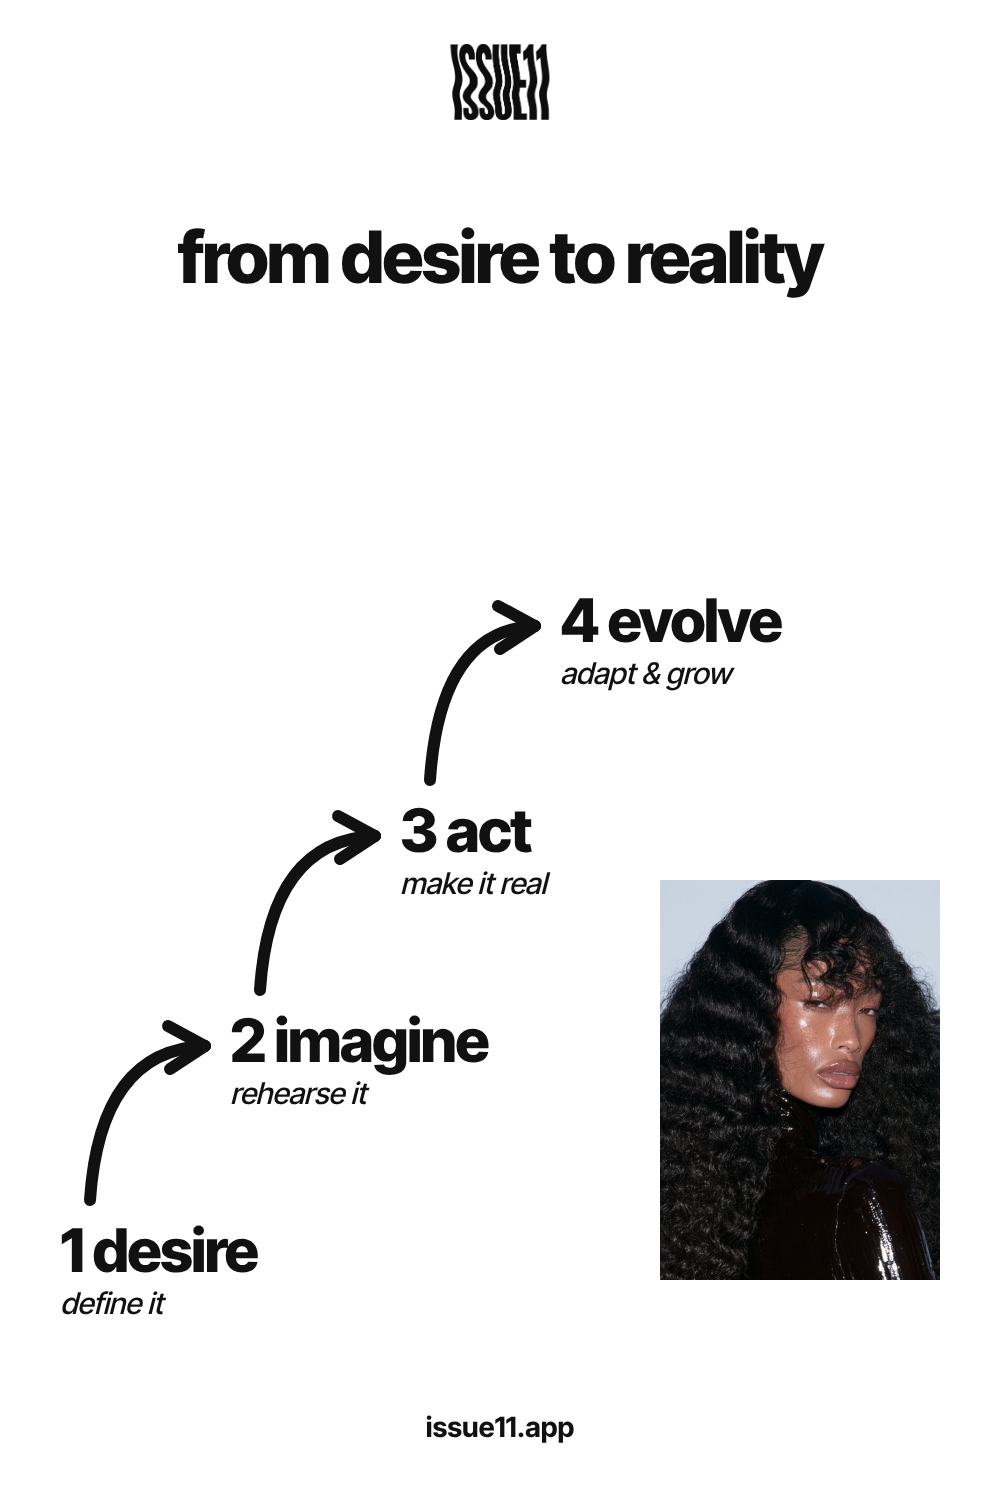 ISSUE11
from desire to reality
4 evolve
adapt & grow
3 act
make it real
2 imagine
rehearse it
1 desire
define it
issue11.app